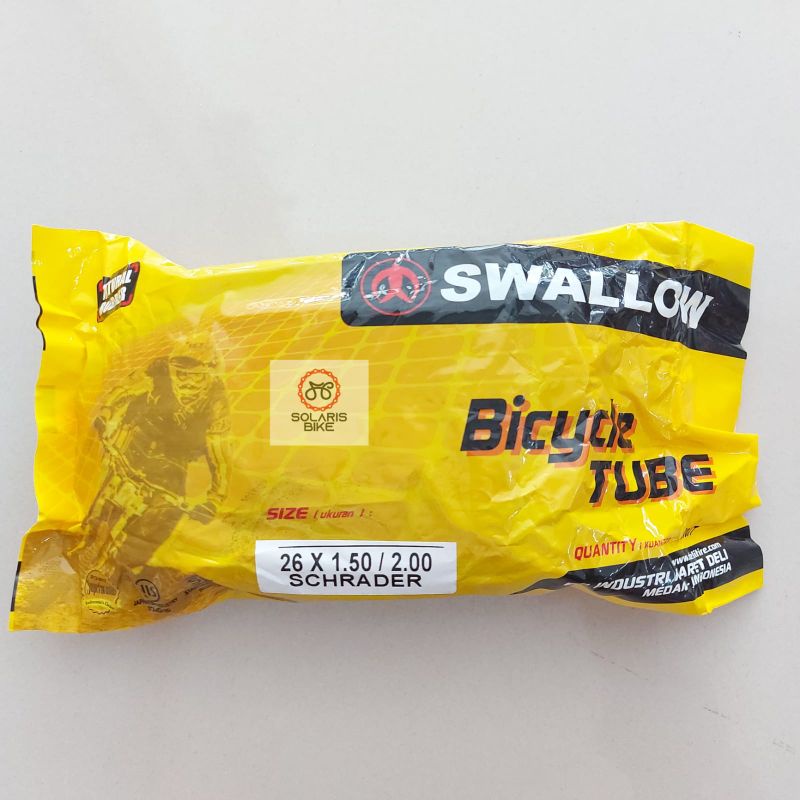 SWALLOW
SOLARIS
BIKE
Bicycle
TUBE
SIZE ( ukuran ) :
26 X 1.50 / 2.00
SCHRADER
QUANTITY
INDUSTRI KARET DELI
MEDAN - INDONESIA